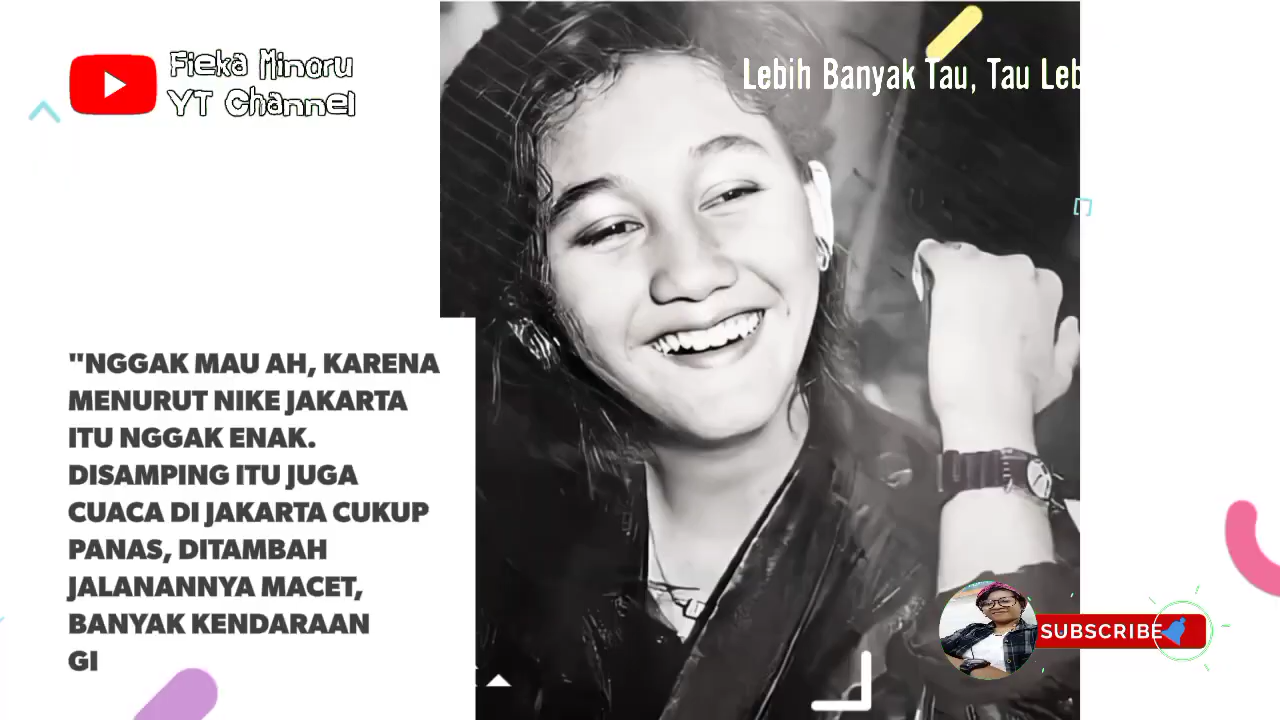 Fieka Minoru
YT Channel
Lebih Banyak Tau, Tau Leb
"NGGAK MAU AH, KARENA
MENURUT NIKE JAKARTA
ITU NGGAK ENAK.
DISAMPING ITU JUGA
CUACA DI JAKARTA CUKUP
PANAS, DITAMBAH
JALANANNYA MACET,
BANYAK KENDARAAN
GI
SUBSCRIBE